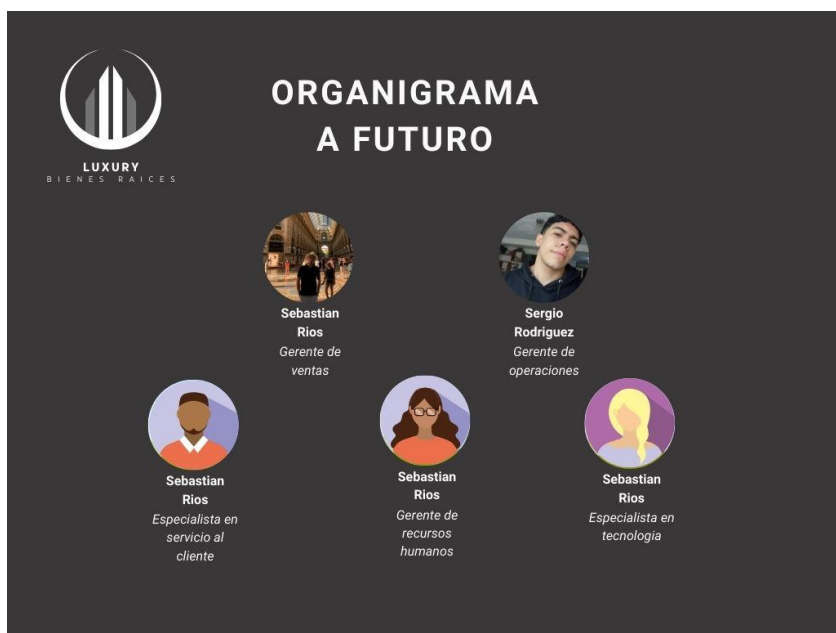 LUXURY
BIENES RAICES
ORGANIGRAMA
A FUTURO
Sebastian
Rios
Gerente de
ventas
Sergio
Rodriguez
Gerente de
operaciones
Sebastian
Rios
Especialista en
servicio al
cliente
Sebastian
Rios
Gerente de
recursos
humanos
Sebastian
Rios
Especialista en
tecnologia